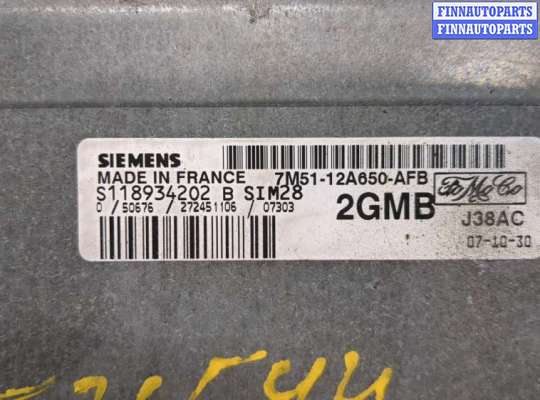 FINNAUTOPARTS
FINNAUTOPARTS
SIEMENS
MADE IN FRANCE 7M51-12A650-AFB
S118934202 B SIM28
0 / 50676 / 272451106 / 07303
2GMB
FoMoCo
J38AC
07-10-30